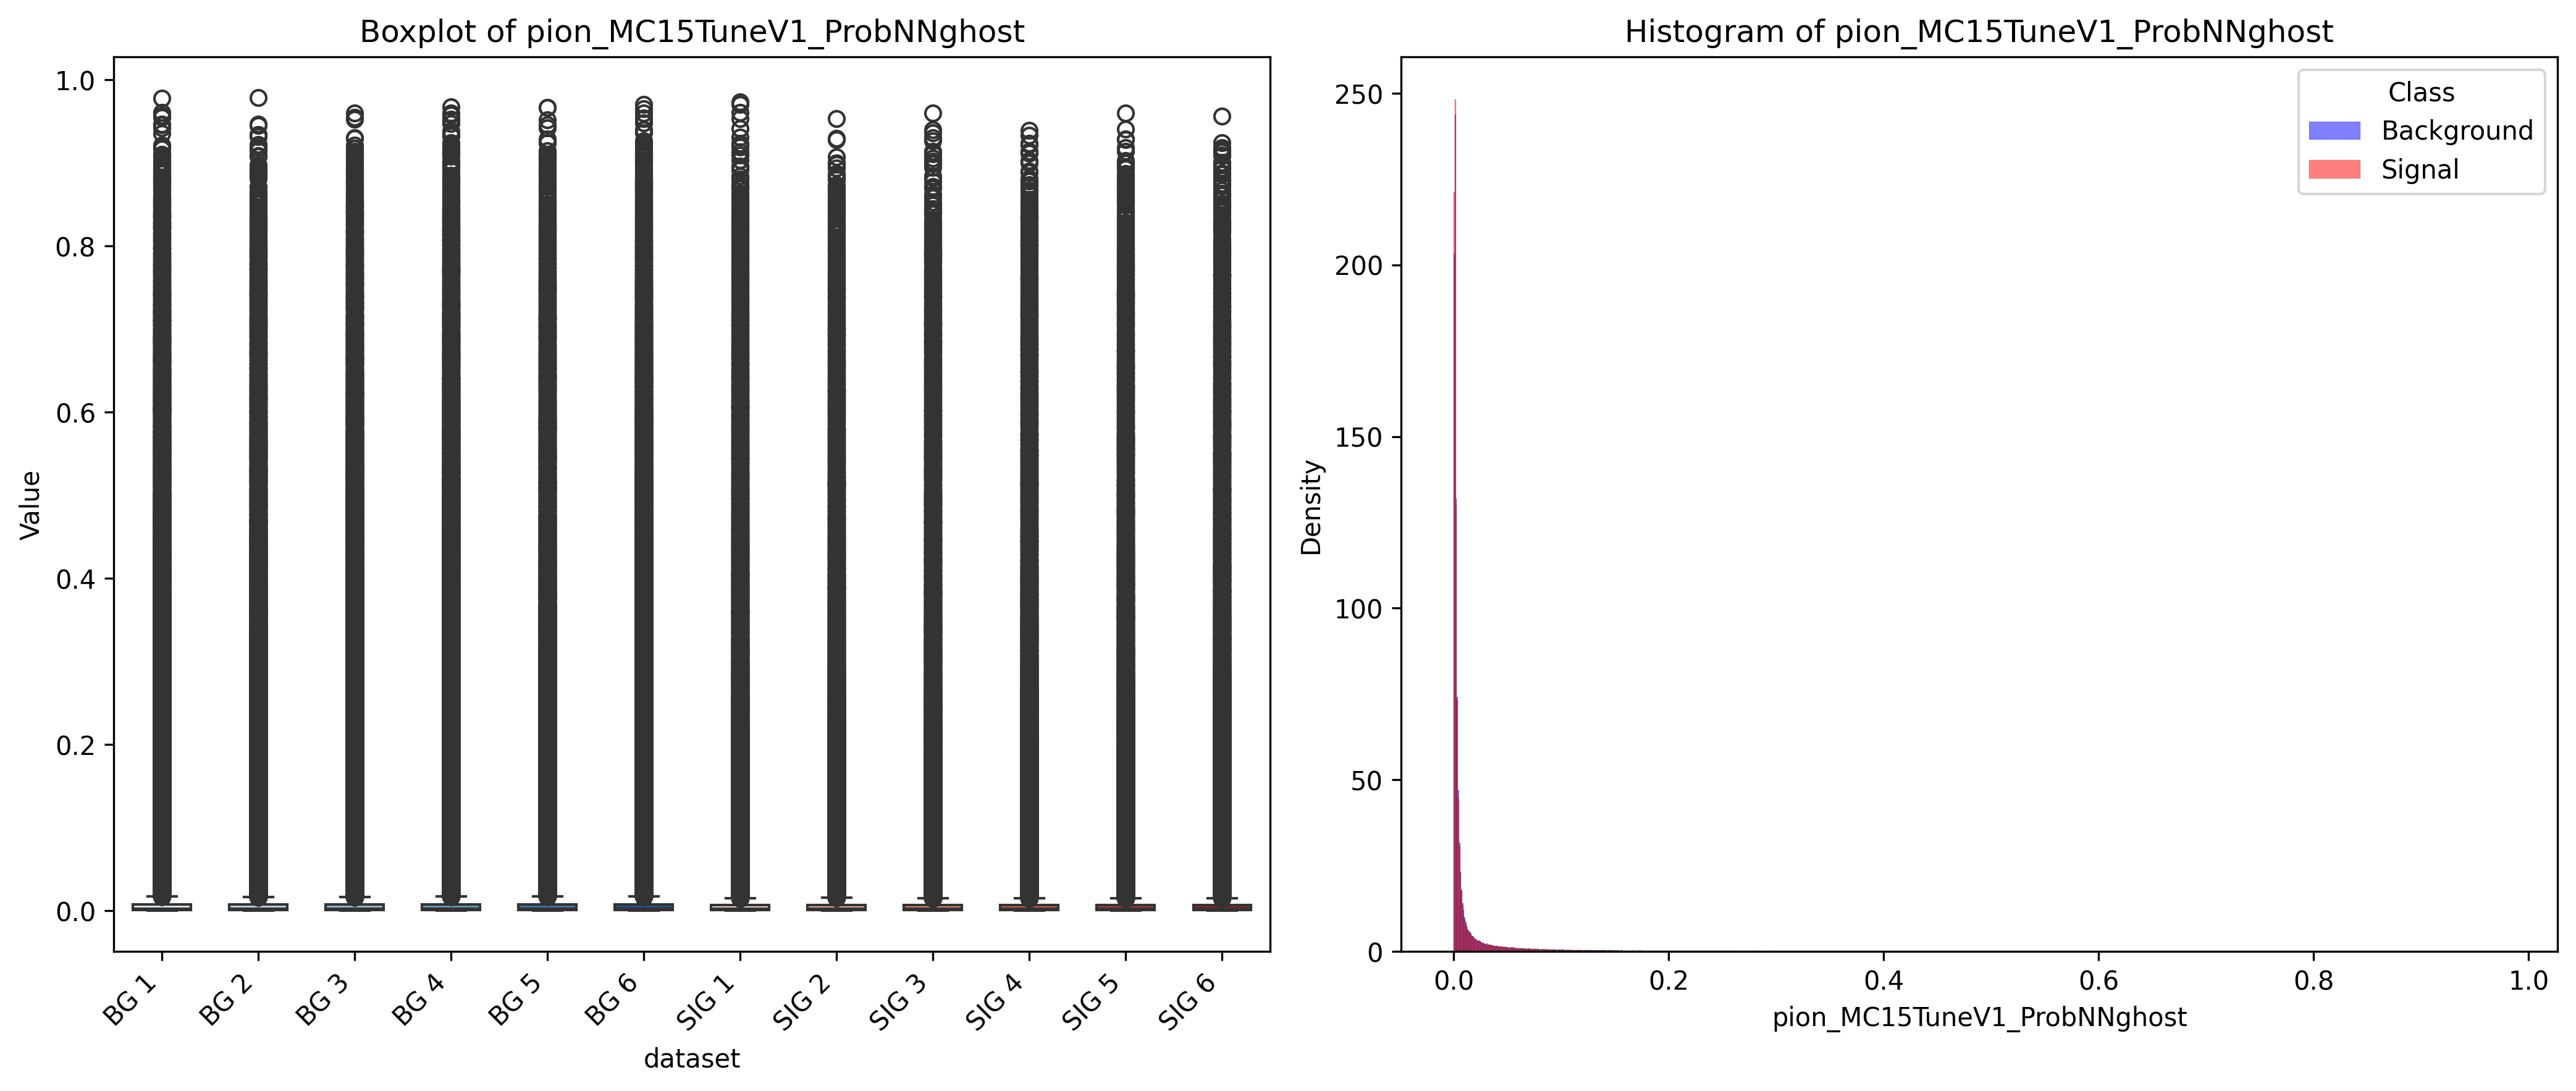 Boxplot of pion_MC15TuneV1_ProbNNghost
1.0
0.8
0.6
0.4
0.2
0.0
Value
BG 1
BG 2
BG 3
BG 4
BG 5
BG 6
SIG 1
SIG 2
SIG 3
SIG 4
SIG 5
SIG 6
dataset
Histogram of pion_MC15TuneV1_ProbNNghost
Class
Background
Signal
250
200
150
100
50
0
Density
0.0
0.2
0.4
0.6
0.8
1.0
pion_MC15TuneV1_ProbNNghost